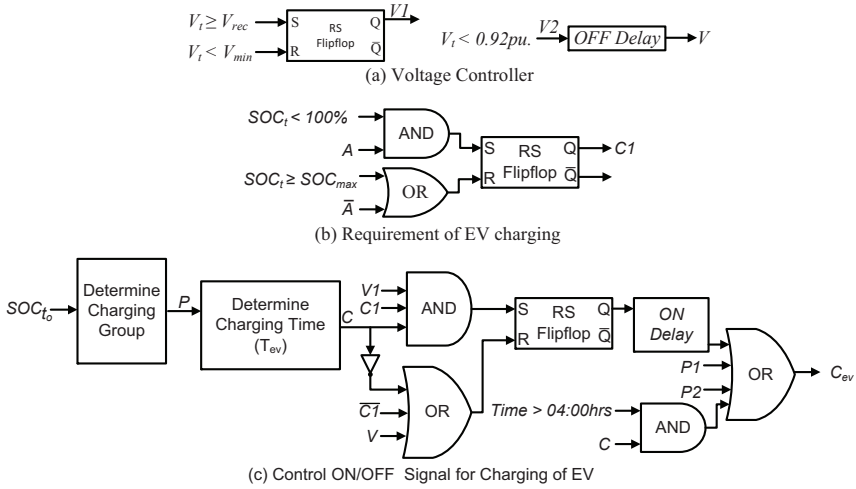 V_t ≥ V_rec
S
RS
Flipflop
Q
V1
V_t < V_min
R
Q̅
V_t < 0.92pu.
V2
OFF Delay
V
(a) Voltage Controller
SOC_t < 100%
A
AND
S
RS
Flipflop
Q
C1
SOC_t ≥ SOC_max
A̅
OR
R
Q̅
(b) Requirement of EV charging
SOC_to
Determine
Charging
Group
P
Determine
Charging Time
(T_ev)
C
V1
C1
AND
S
RS
Flipflop
Q
R
Q̅
ON
Delay
C̅1̅
V
OR
P1
P2
OR
C_ev
Time > 04:00hrs
C
AND
(c) Control ON/OFF Signal for Charging of EV